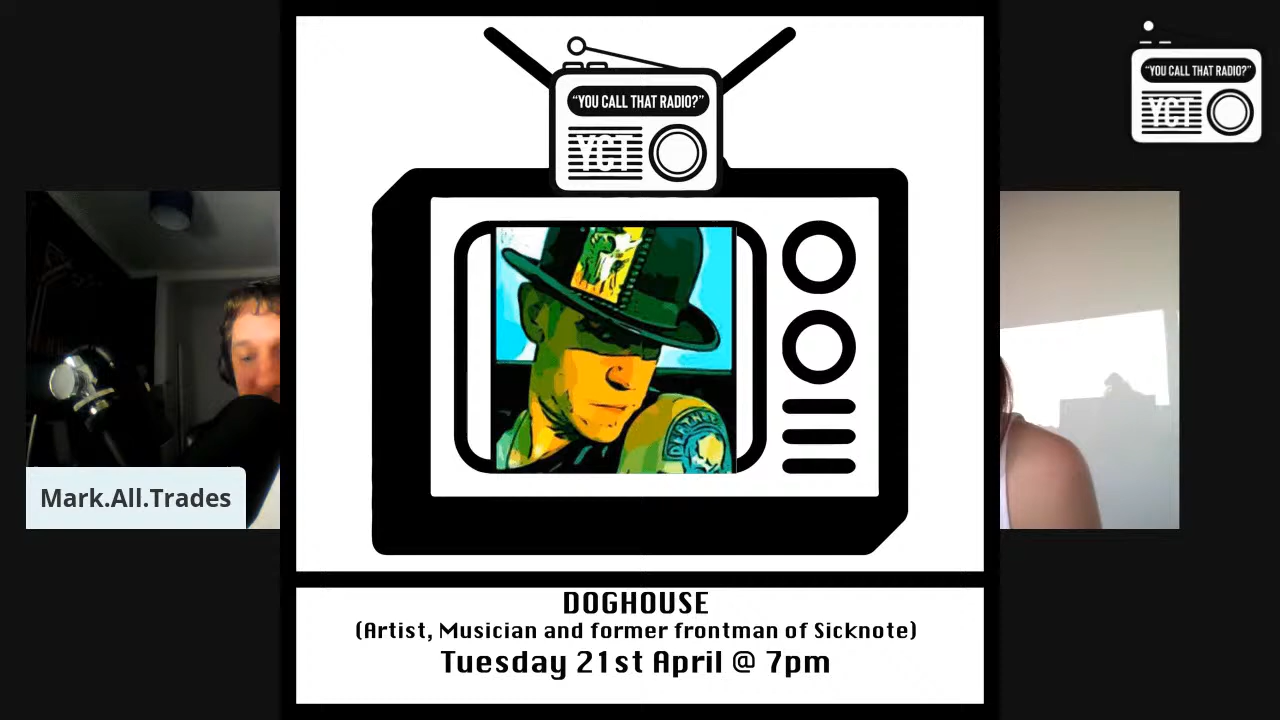 "YOU CALL THAT RADIO?"
YCT
"YOU CALL THAT RADIO?"
YCT
Mark.All.Trades
DOGHOUSE
(Artist, Musician and former frontman of Sicknote)
Tuesday 21st April @ 7pm